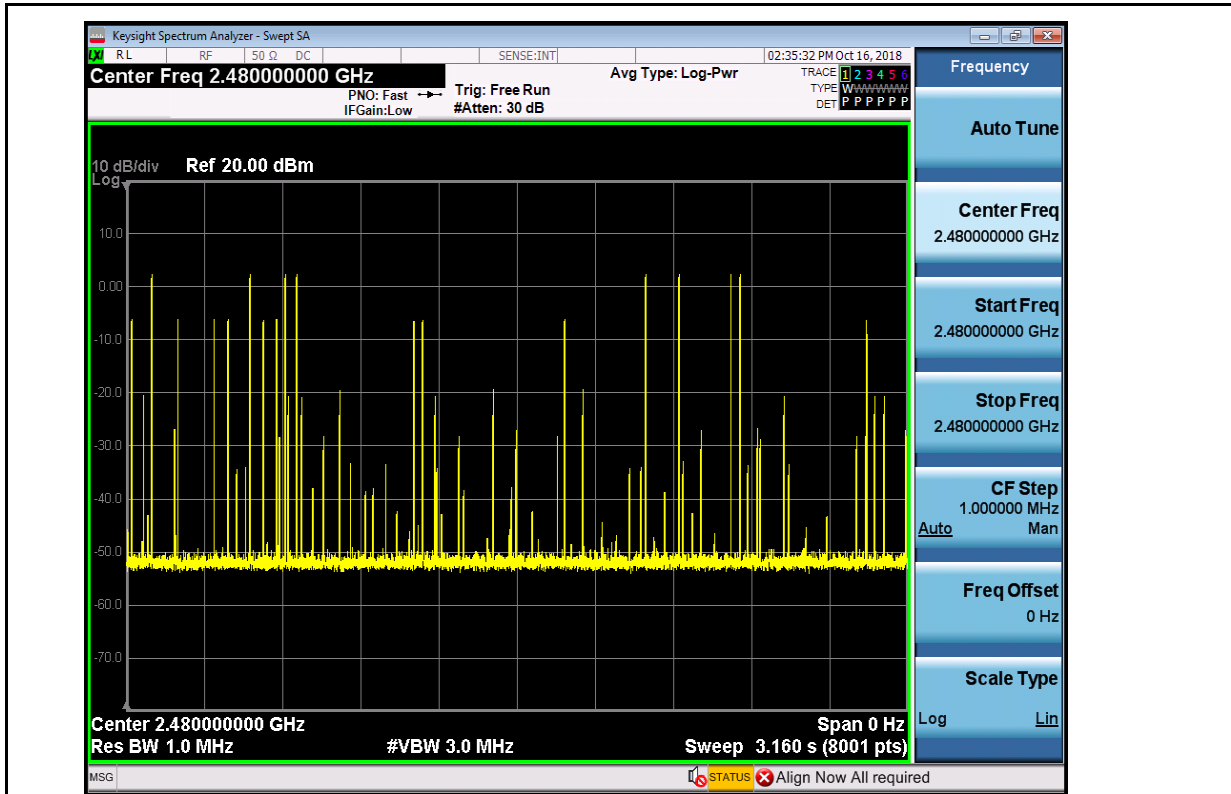 Keysight Spectrum Analyzer - Swept SA
LXI RL RF 50 Ω DC SENSE:INT 02:35:32 PM Oct 16, 2018
Center Freq 2.480000000 GHz
PNO: Fast
IFGain:Low
Trig: Free Run
#Atten: 30 dB
Avg Type: Log-Pwr
TRACE 1 2 3 4 5 6
TYPE WWWWWW
DET P P P P P P
10 dB/div Ref 20.00 dBm
Log
10.0
0.00
-10.0
-20.0
-30.0
-40.0
-50.0
-60.0
-70.0
Center 2.480000000 GHz Span 0 Hz
Res BW 1.0 MHz #VBW 3.0 MHz Sweep 3.160 s (8001 pts)
MSG STATUS Align Now All required
Frequency
Auto Tune
Center Freq
2.480000000 GHz
Start Freq
2.480000000 GHz
Stop Freq
2.480000000 GHz
CF Step
1.000000 MHz
Auto Man
Freq Offset
0 Hz
Scale Type
Log Lin